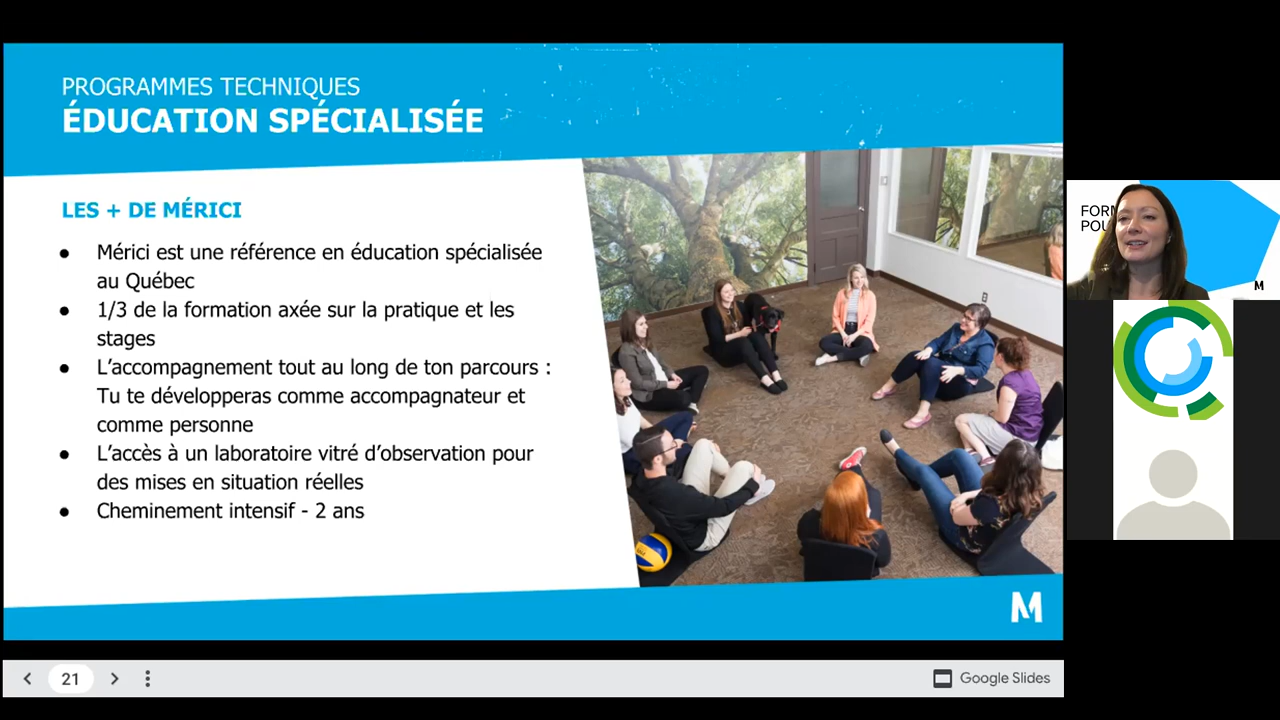 PROGRAMMES TECHNIQUES
ÉDUCATION SPÉCIALISÉE
LES + DE MÉRICI
● Mérici est une référence en éducation spécialisée
au Québec
● 1/3 de la formation axée sur la pratique et les
stages
● L’accompagnement tout au long de ton parcours :
Tu te développeras comme accompagnateur et
comme personne
● L’accès à un laboratoire vitré d’observation pour
des mises en situation réelles
● Cheminement intensif - 2 ans
M
21
Google Slides
M